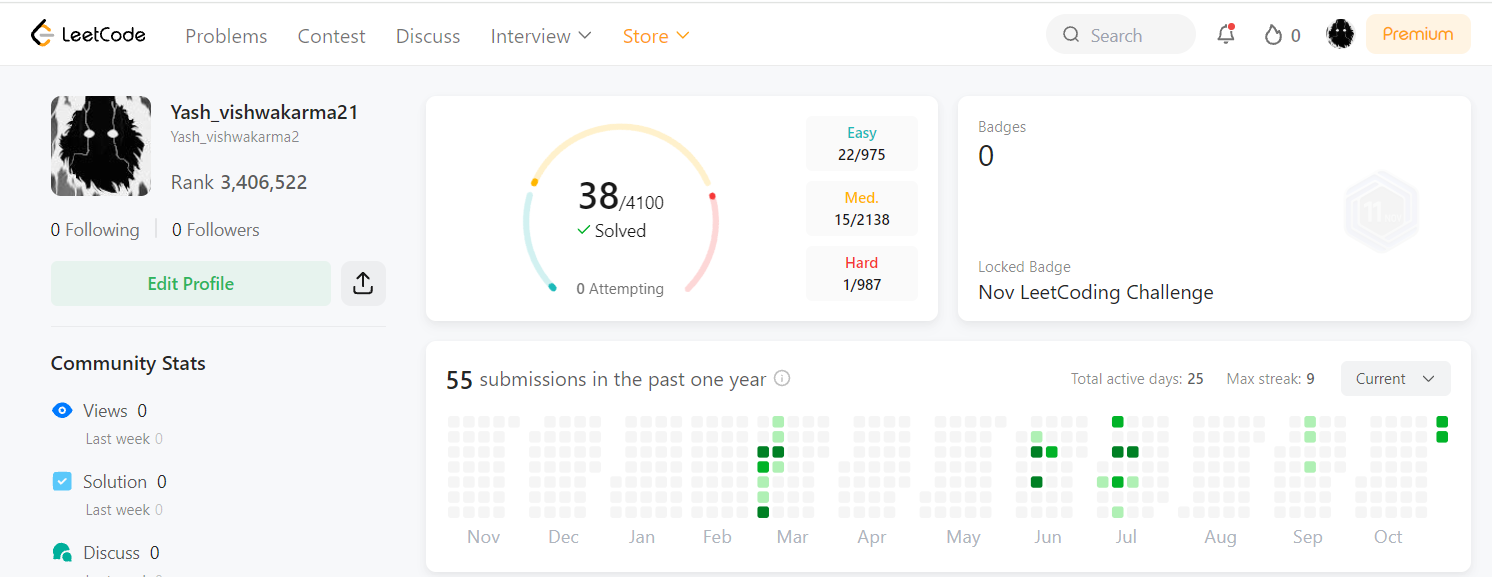 LeetCode Problems Contest Discuss Interview Store Search 0 Premium
Yash_vishwakarma21
Yash_vishwakarma2
Rank 3,406,522
0 Following 0 Followers
Edit Profile
Community Stats
Views 0
Last week 0
Solution 0
Last week 0
Discuss 0
38/4100
Solved
0 Attempting
Easy
22/975
Med.
15/2138
Hard
1/987
Badges
0
Locked Badge
Nov LeetCoding Challenge
55 submissions in the past one year
Total active days: 25 Max streak: 9 Current
Nov Dec Jan Feb Mar Apr May Jun Jul Aug Sep Oct